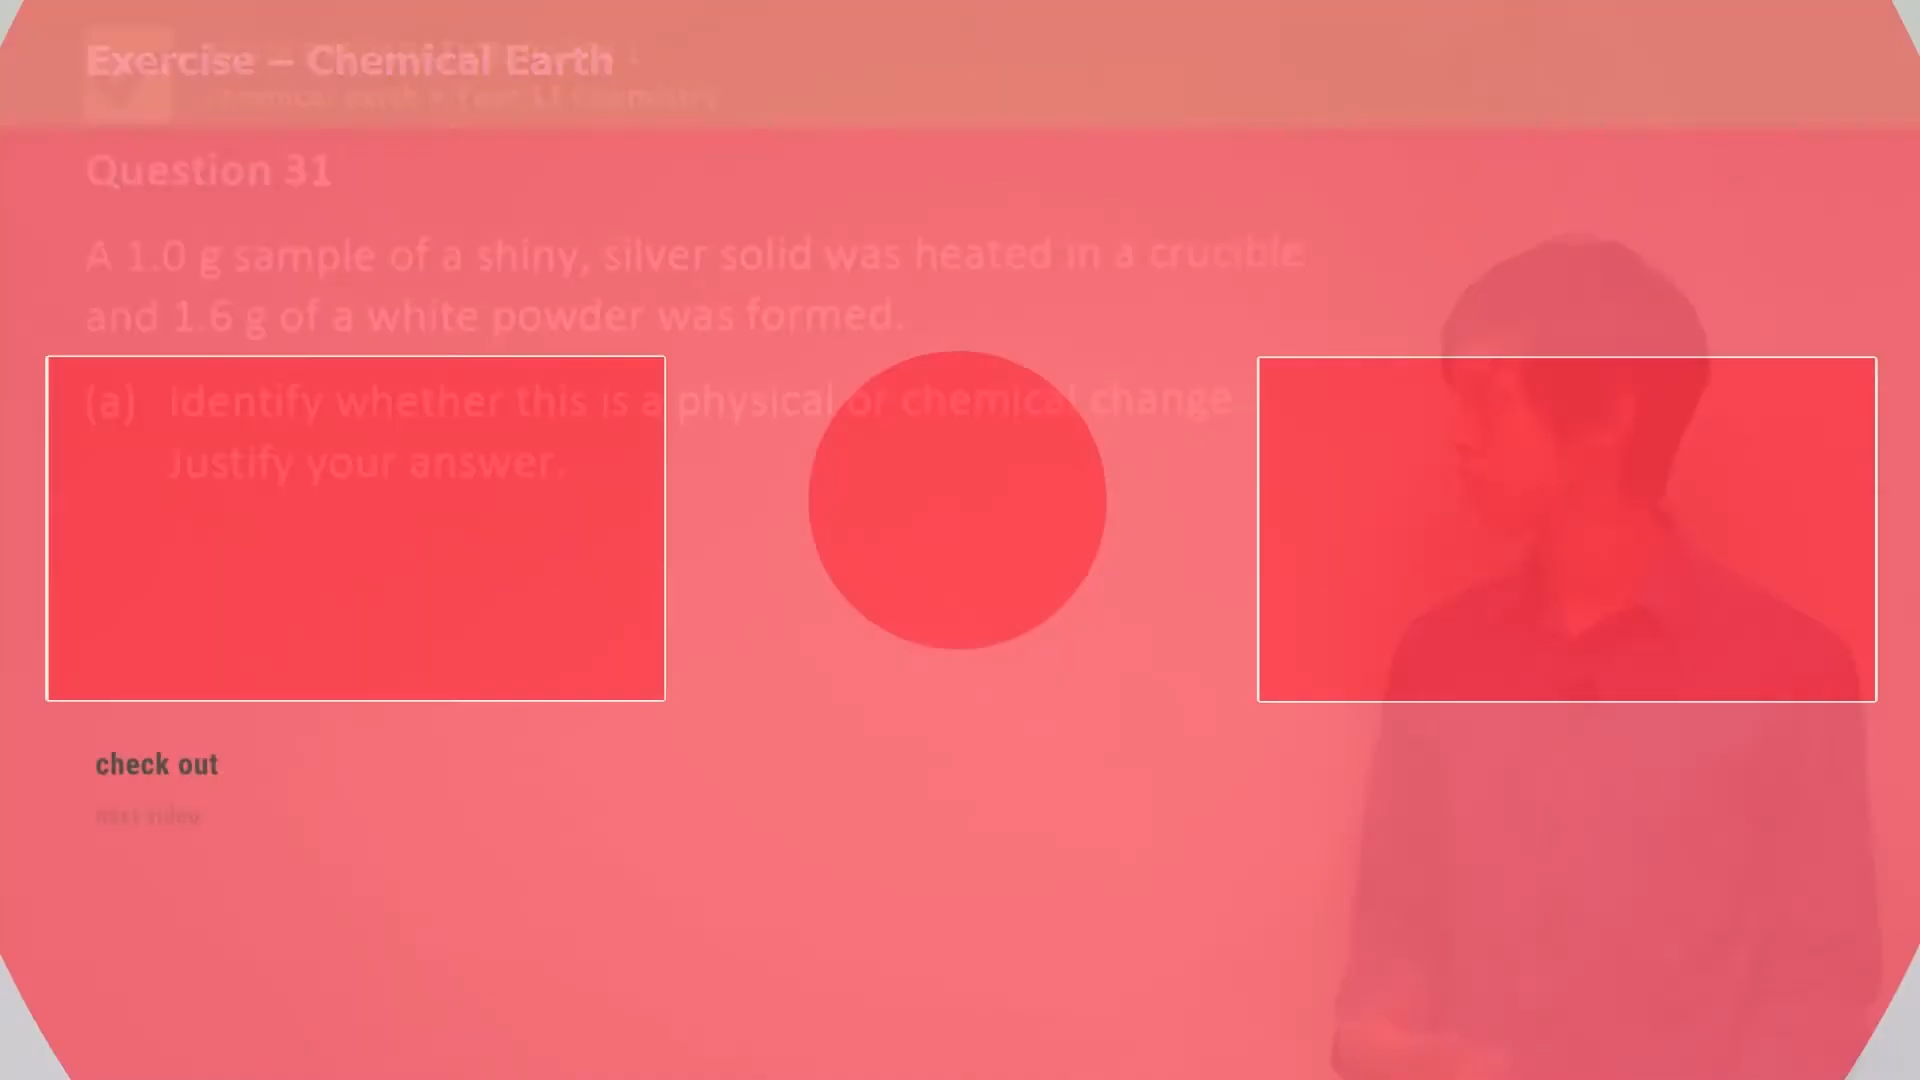 Exercise – Chemical Earth
Question 31
A 1.0 g sample of a shiny, silver solid was heated in a crucible
and 1.6 g of a white powder was formed.
(a) Identify whether this is a physical or chemical change.
Justify your answer.
check out
next video